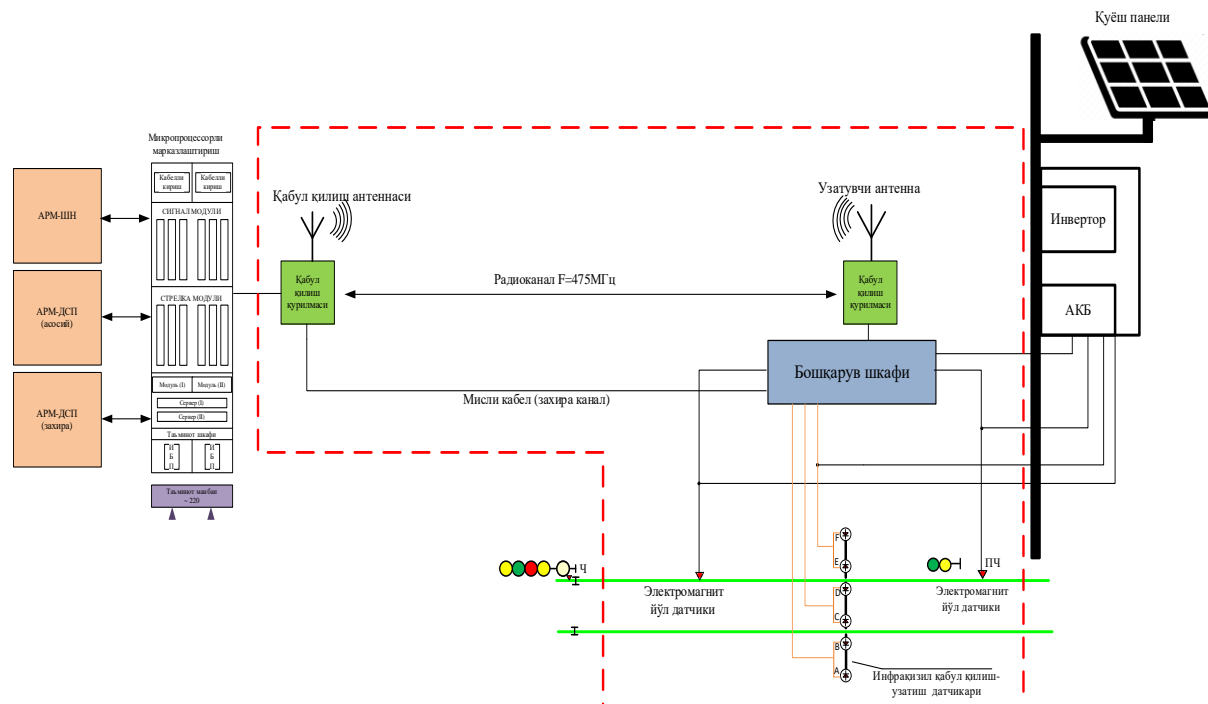 Қуёш панели
Микропроцессорли
марказлаштириш
Кабелли
кириш
Кабелли
кириш
СИГНАЛ МОДУЛИ
СТРЕЛКА МОДУЛИ
Модуль (I)
Модуль (II)
Сервер (I)
Сервер (II)
Таъминот шкафи
И
Б
П
И
Б
П
Таъминот манбаи
~ 220
АРМ-ШН
АРМ-ДСП
(асосий)
АРМ-ДСП
(захира)
Қабул қилиш антеннаси
Қабул
қилиш
қурилмаси
Радиоканал F=475МГц
Узатувчи антенна
Қабул
қилиш
қурилмаси
Инвертор
АКБ
Бошқарув шкафи
Мисли кабел (захира канал)
Ч
ПЧ
Электромагнит
йўл датчики
Электромагнит
йўл датчики
F
E
D
C
B
A
Инфрақизил қабул қилиш-
узатиш датчикари